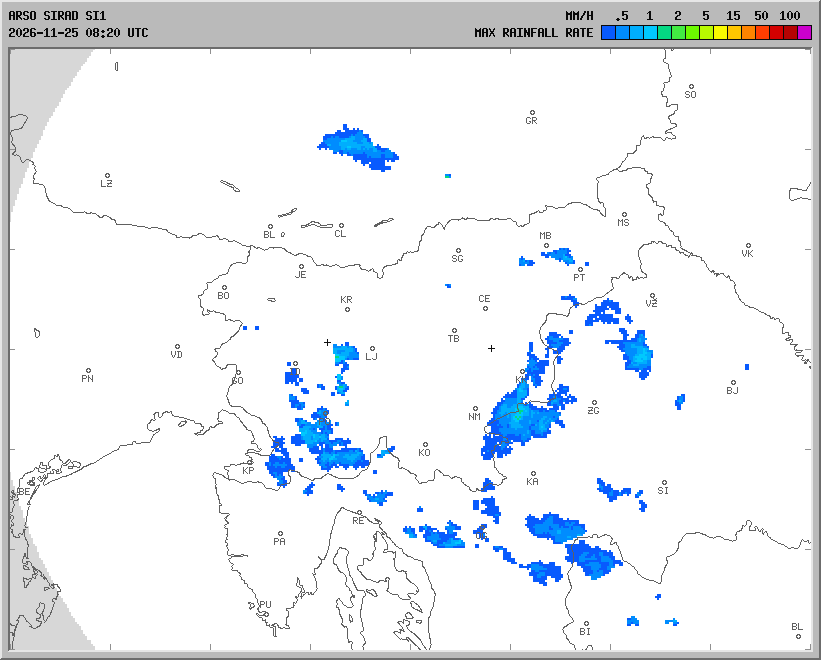 ARSO SIRAD SI1
2026-11-25 08:20 UTC
MM/H .5 1 2 5 15 50 100
MAX RAINFALL RATE
SO
GR
LZ
MS
BL
CL
MB
VK
SG
JE
PT
BO
KR
CE
VŽ
TB
VD
LJ
PN
GO
BJ
NM
ZG
KO
KP
KA
SI
BE
RE
PA
PU
BI
BL